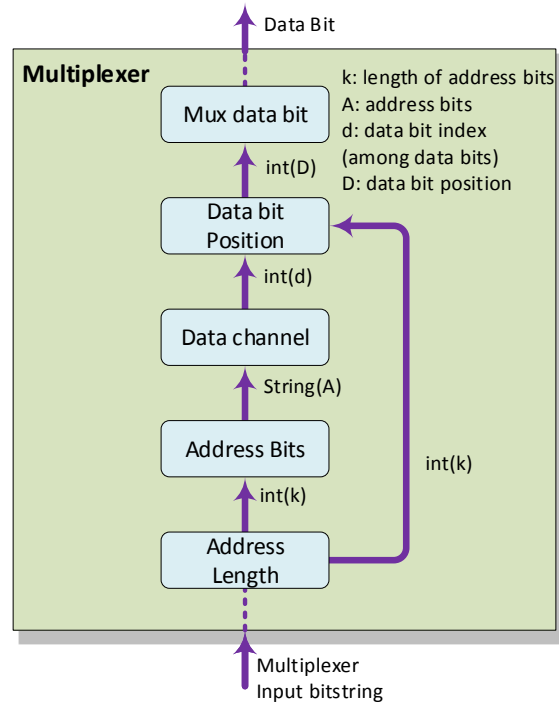 Data Bit
Multiplexer
k: length of address bits
A: address bits
d: data bit index
(among data bits)
D: data bit position
Mux data bit
int(D)
Data bit
Position
int(d)
Data channel
String(A)
Address Bits
int(k)
int(k)
Address
Length
Multiplexer
Input bitstring